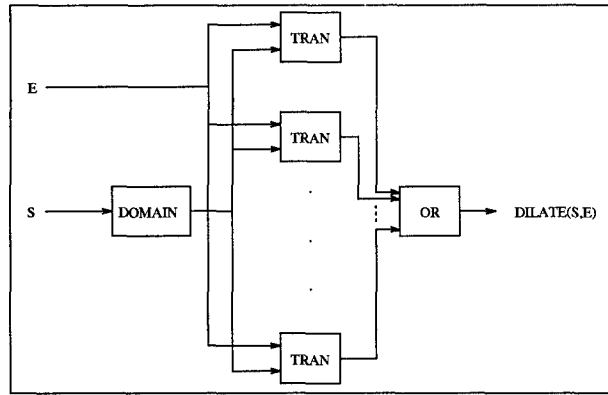 TRAN
E
TRAN
S
DOMAIN
OR
DILATE(S,E)
TRAN